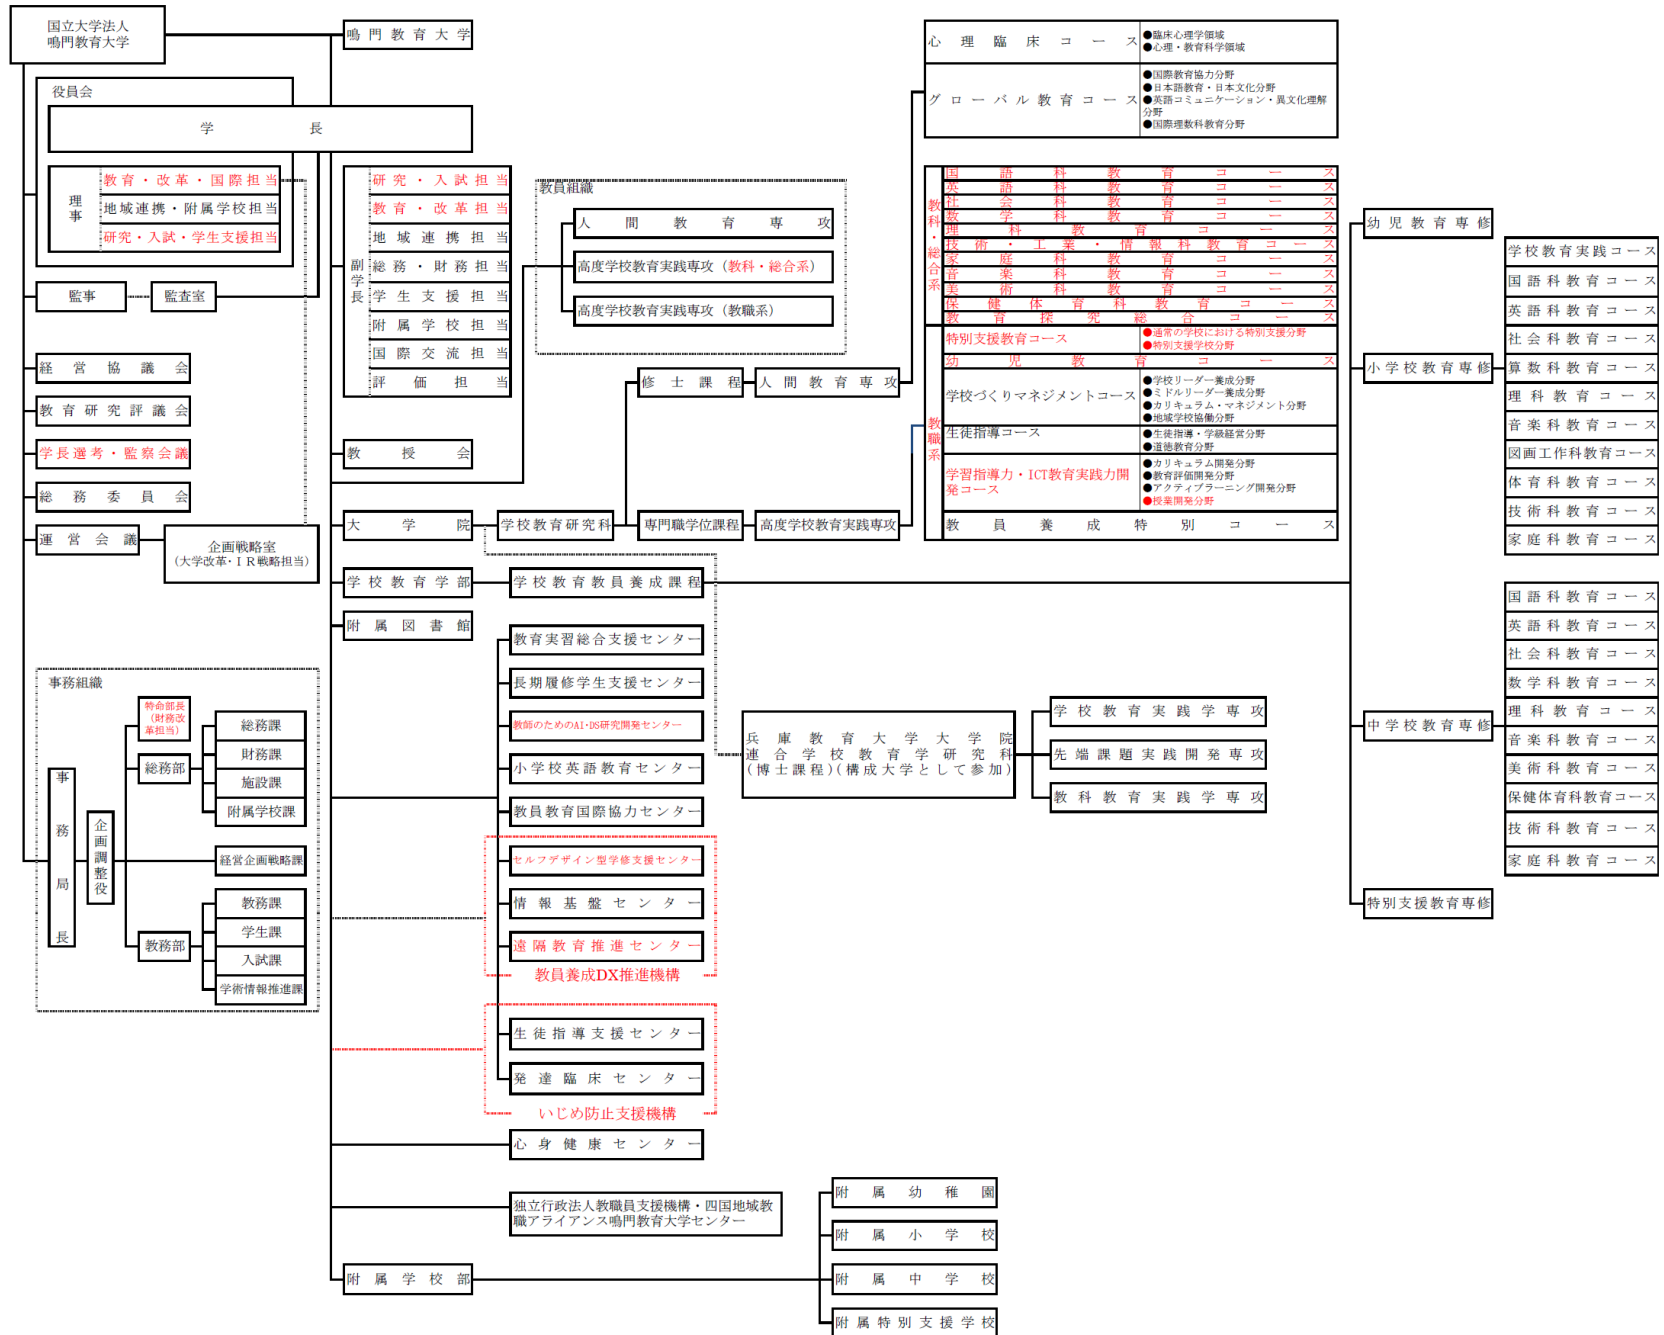 国立大学法人
鳴門教育大学
鳴門教育大学
役員会
学長
理事
教育・改革・国際担当
地域連携・附属学校担当
研究・入試・学生支援担当
監事
監査室
経営協議会
教育研究評議会
学長選考・監察会議
総務委員会
運営会議
企画戦略室
(大学改革・ＩＲ戦略担当)
事務組織
事務局長
企画調整役
特命部長
(財務改
革担当)
総務部
総務課
財務課
施設課
附属学校課
経営企画戦略課
教務部
教務課
学生課
入試課
学術情報推進課
副学長
研究・入試担当
教育・改革担当
地域連携担当
総務・財務担当
学生支援担当
附属学校担当
国際交流担当
評価担当
教員組織
人間教育専攻
高度学校教育実践専攻（教科・総合系）
高度学校教育実践専攻（教職系）
教授会
大学院
学校教育研究科
修士課程
人間教育専攻
専門職学位課程
高度学校教育実践専攻
心理臨床コース
●臨床心理学領域
●心理・教育科学領域
グローバル教育コース
●国際教育協力分野
●日本語教育・日本文化分野
●英語コミュニケーション・異文化理解
分野
●国際理数科教育分野
教科・総合系
国語科教育コース
英語科教育コース
社会科教育コース
数学科教育コース
理科教育コース
技術・工業・情報科教育コース
家庭科教育コース
音楽科教育コース
美術科教育コース
保健体育科教育コース
教育探究総合コース
教職系
特別支援教育コース
●通常の学校における特別支援分野
●特別支援学校分野
幼児教育コース
学校づくりマネジメントコース
●学校リーダー養成分野
●ミドルリーダー養成分野
●カリキュラム・マネジメント分野
●地域学校協働分野
生徒指導コース
●生徒指導・学級経営分野
●道徳教育分野
学習指導力・ICT教育実践力開
発コース
●カリキュラム開発分野
●教育評価開発分野
●アクティブラーニング開発分野
●授業開発分野
教員養成特別コース
学校教育学部
学校教育教員養成課程
幼児教育専修
小学校教育専修
学校教育実践コース
国語科教育コース
英語科教育コース
社会科教育コース
算数科教育コース
理科教育コース
音楽科教育コース
図画工作科教育コース
体育科教育コース
技術科教育コース
家庭科教育コース
中学校教育専修
国語科教育コース
英語科教育コース
社会科教育コース
数学科教育コース
理科教育コース
音楽科教育コース
美術科教育コース
保健体育科教育コース
技術科教育コース
家庭科教育コース
特別支援教育専修
附属図書館
教育実習総合支援センター
長期履修学生支援センター
教師のためのAI・DS研究開発センター
小学校英語教育センター
教員教育国際協力センター
セルフデザイン型学修支援センター
情報基盤センター
遠隔教育推進センター
教員養成DX推進機構
生徒指導支援センター
発達臨床センター
いじめ防止支援機構
心身健康センター
兵庫教育大学大学院
連合学校教育学研究科
(博士課程)(構成大学として参加)
学校教育実践学専攻
先端課題実践開発専攻
教科教育実践学専攻
独立行政法人教職員支援機構・四国地域教
職アライアンス鳴門教育大学センター
附属学校部
附属幼稚園
附属小学校
附属中学校
附属特別支援学校